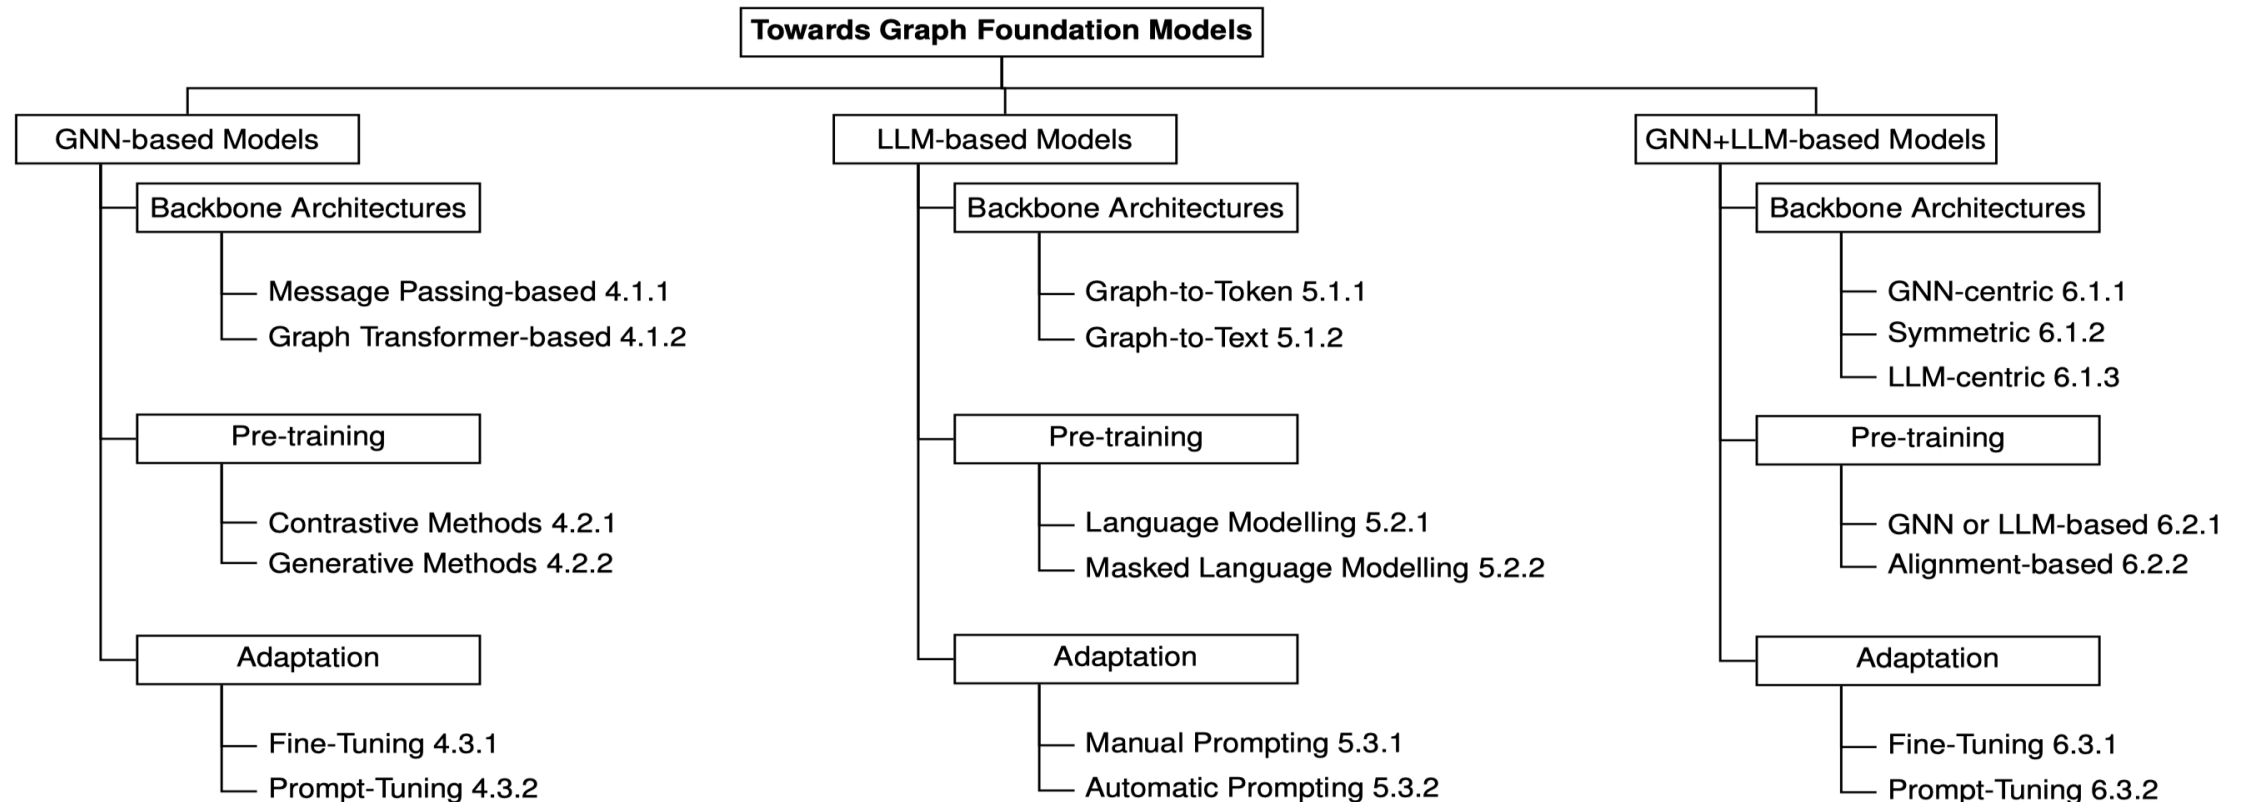 Towards Graph Foundation Models
GNN-based Models
Backbone Architectures
Message Passing-based 4.1.1
Graph Transformer-based 4.1.2
Pre-training
Contrastive Methods 4.2.1
Generative Methods 4.2.2
Adaptation
Fine-Tuning 4.3.1
Prompt-Tuning 4.3.2
LLM-based Models
Backbone Architectures
Graph-to-Token 5.1.1
Graph-to-Text 5.1.2
Pre-training
Language Modelling 5.2.1
Masked Language Modelling 5.2.2
Adaptation
Manual Prompting 5.3.1
Automatic Prompting 5.3.2
GNN+LLM-based Models
Backbone Architectures
GNN-centric 6.1.1
Symmetric 6.1.2
LLM-centric 6.1.3
Pre-training
GNN or LLM-based 6.2.1
Alignment-based 6.2.2
Adaptation
Fine-Tuning 6.3.1
Prompt-Tuning 6.3.2